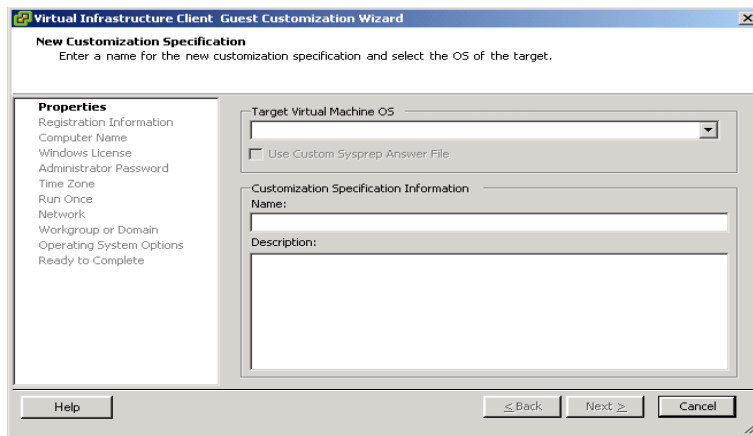 Virtual Infrastructure Client Guest Customization Wizard
New Customization Specification
Enter a name for the new customization specification and select the OS of the target.
Properties
Registration Information
Computer Name
Windows License
Administrator Password
Time Zone
Run Once
Network
Workgroup or Domain
Operating System Options
Ready to Complete
Target Virtual Machine OS
Use Custom Sysprep Answer File
Customization Specification Information
Name:
Description:
Help
< Back
Next >
Cancel